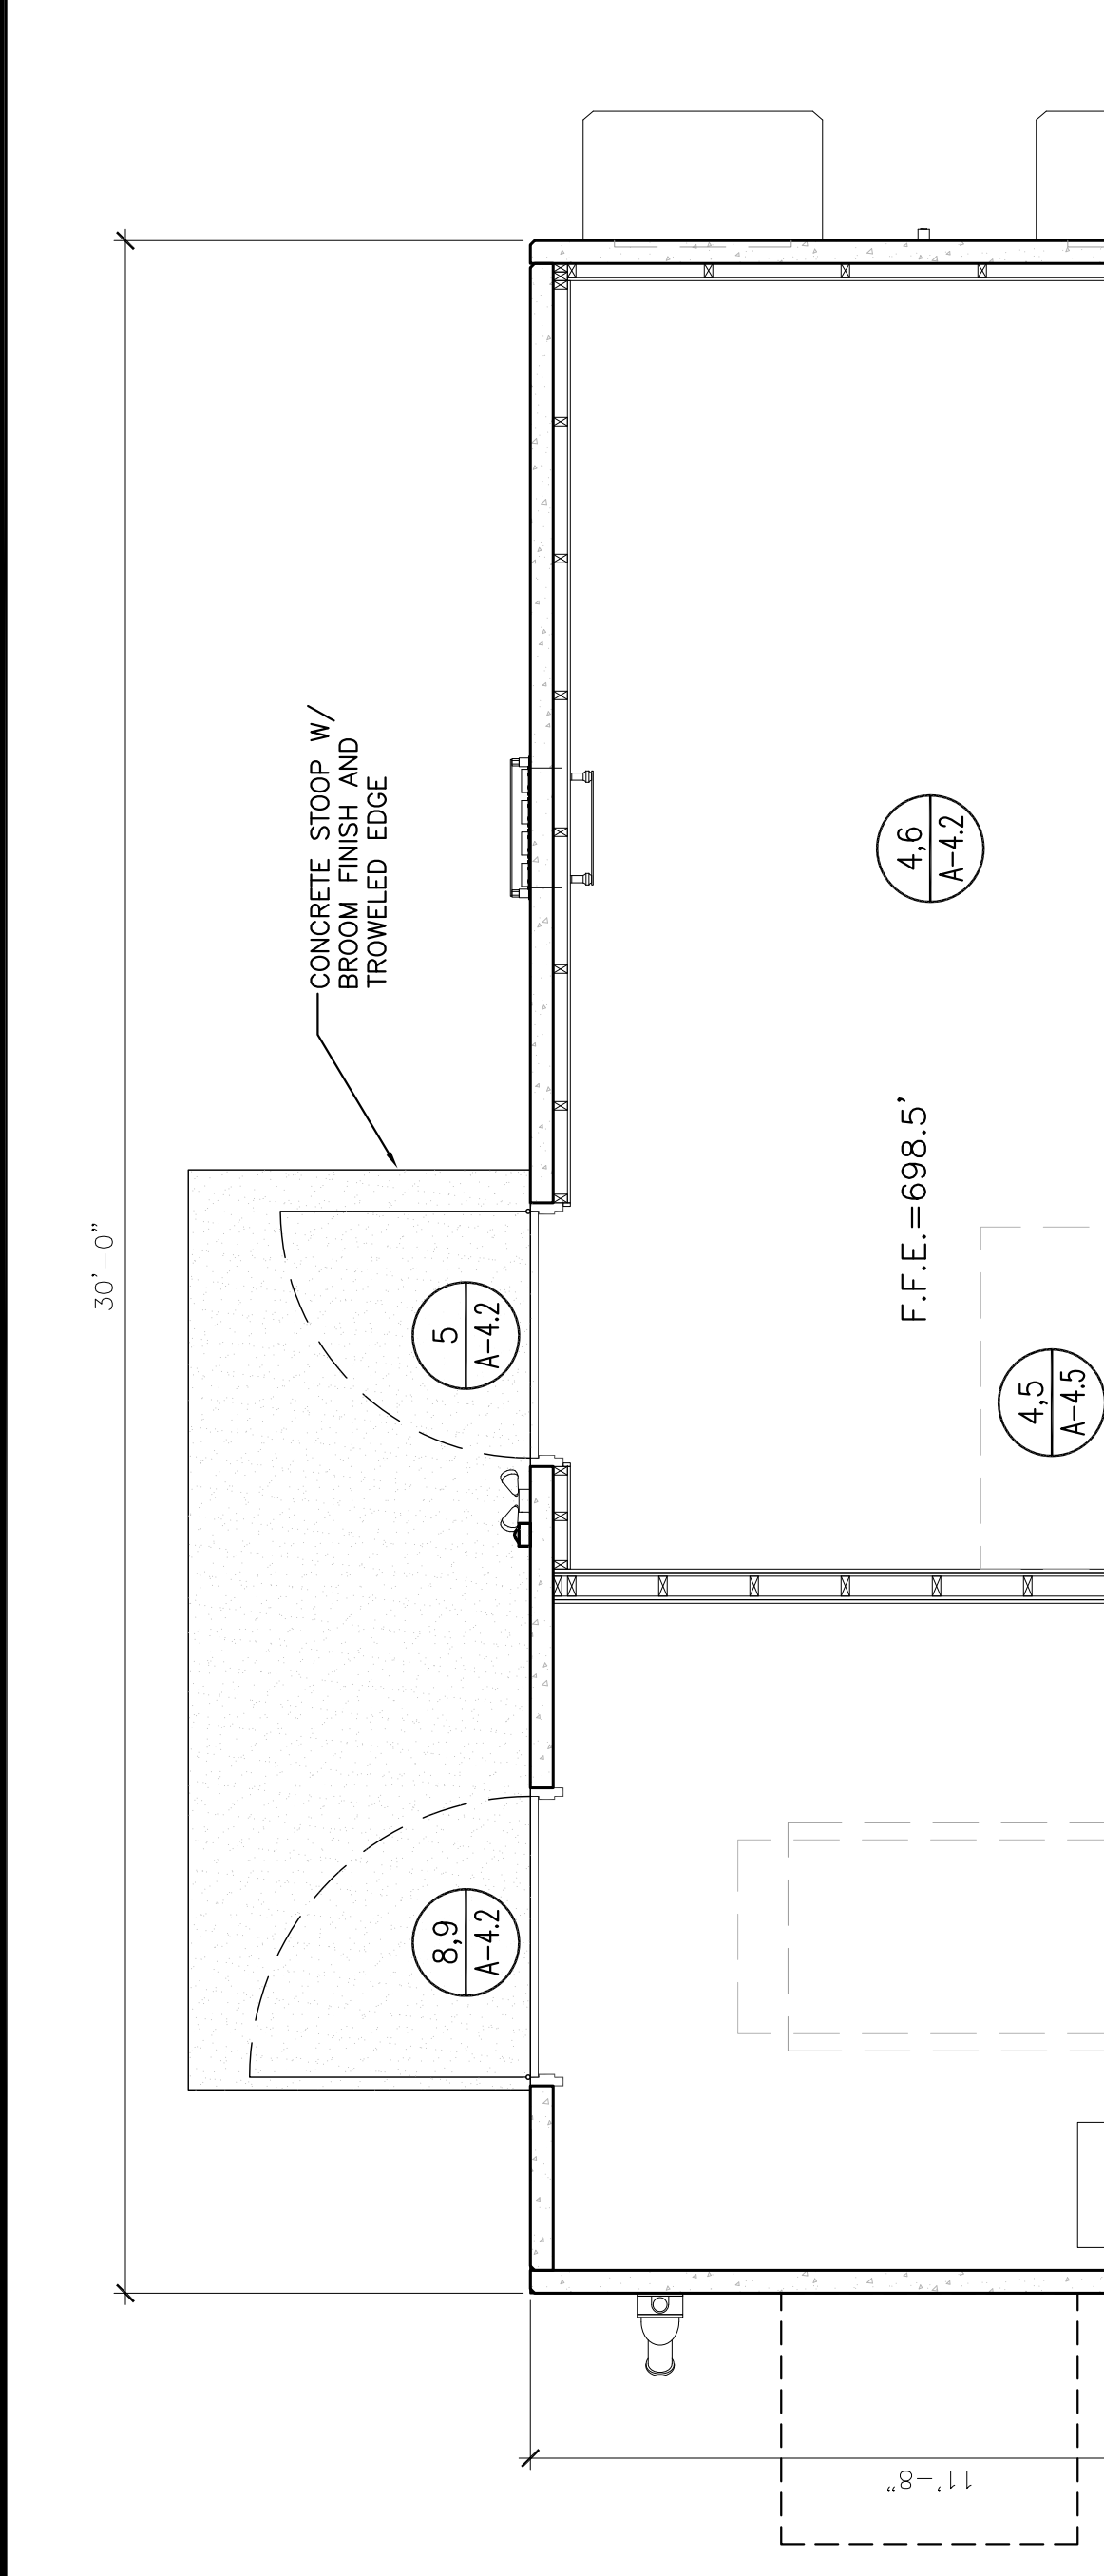 CONCRETE STOOP W/
BROOM FINISH AND
TROWELED EDGE
30'-0"
4,6
A-4.2
F.F.E.=698.5'
5
A-4.2
4,5
A-4.5
8,9
A-4.2
11'-8"